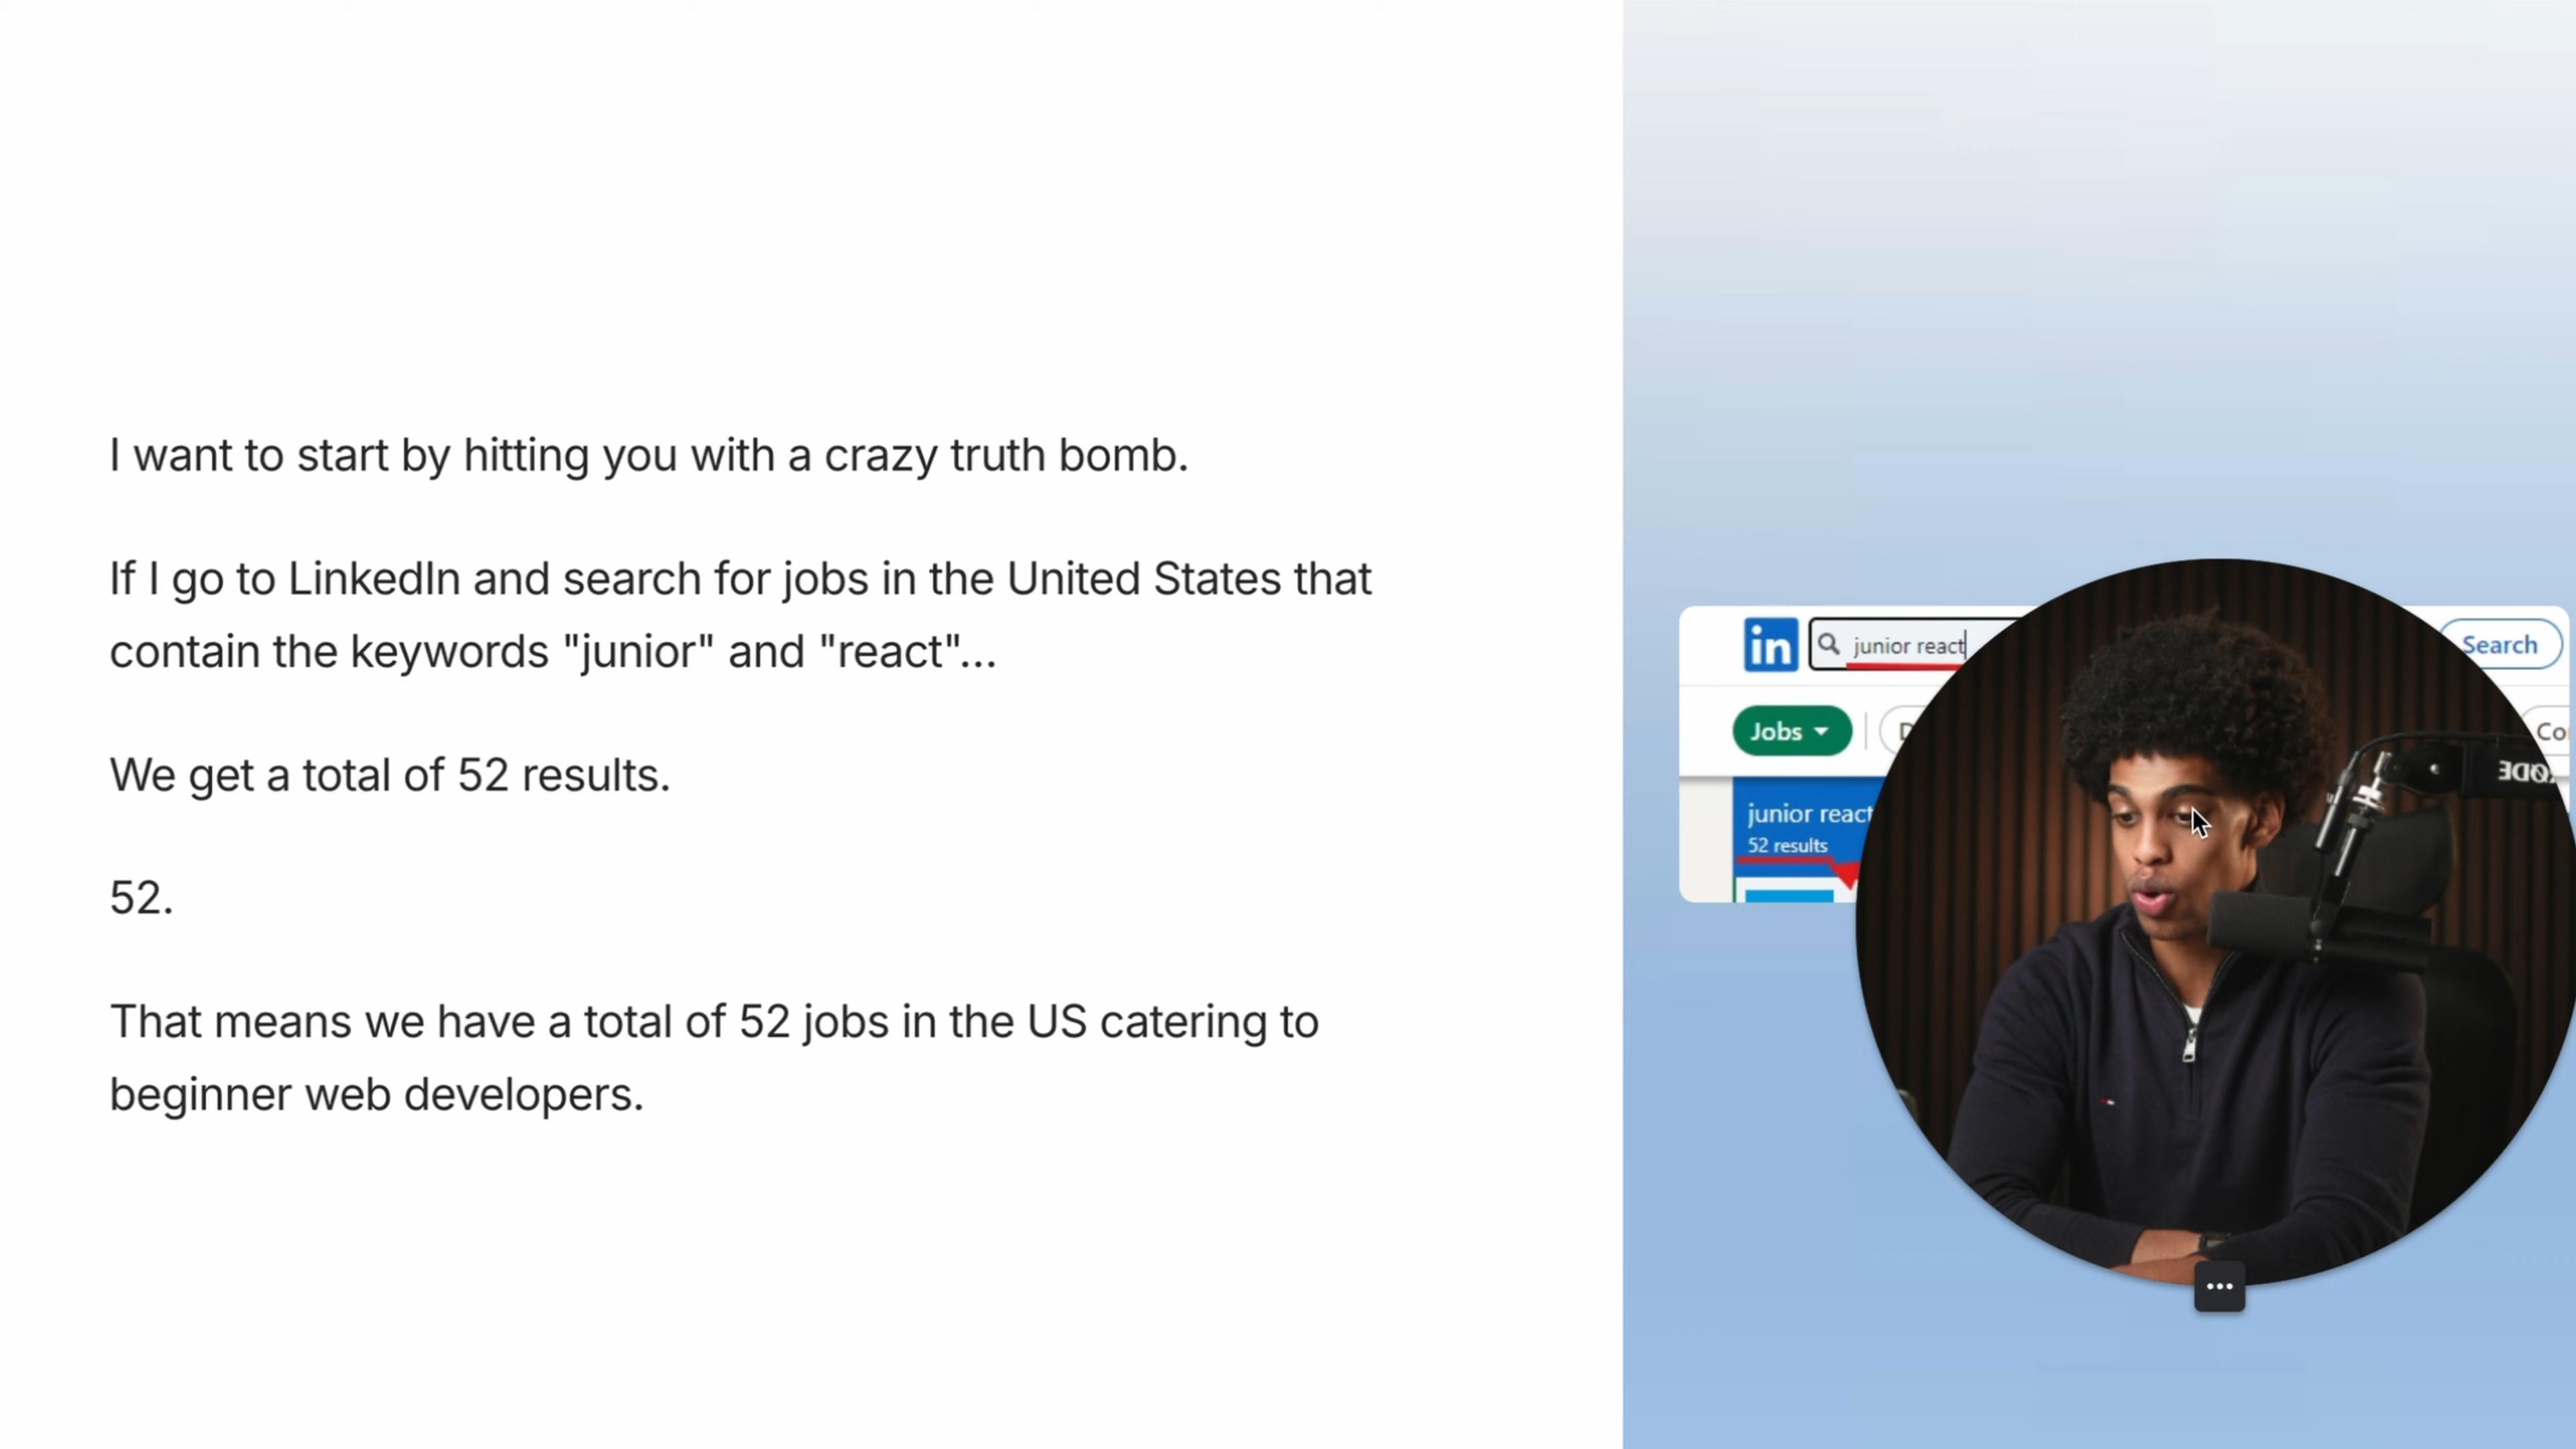 I want to start by hitting you with a crazy truth bomb.
If I go to LinkedIn and search for jobs in the United States that
contain the keywords "junior" and "react"...
We get a total of 52 results.
52.
That means we have a total of 52 jobs in the US catering to
beginner web developers.
in
junior react
Search
Jobs
junior react
52 results